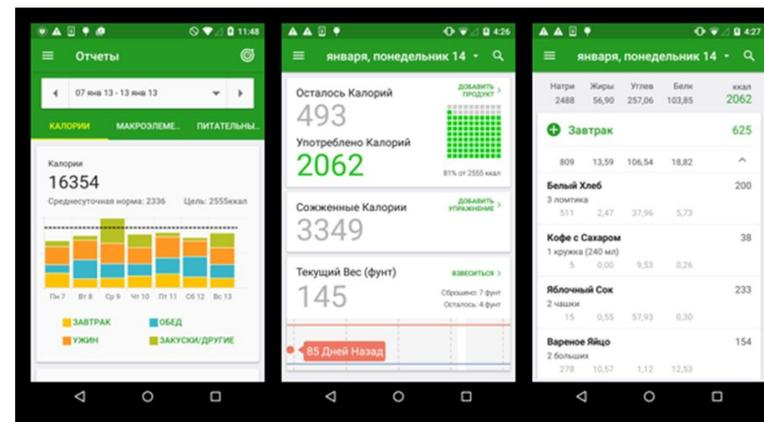 11:48
Отчеты
07 янв 13 - 13 янв 13
КАЛОРИИ МАКРОЭЛЕМЕ... ПИТАТЕЛЬНЫ...
Калории
16354
Среднесуточная норма: 2336 Цель: 2555ккал
Пн 7 Вт 8 Ср 9 Чт 10 Пт 11 Сб 12 Вс 13
ЗАВТРАК ОБЕД
УЖИН ЗАКУСКИ/ДРУГИЕ
4:26
января, понедельник 14
Осталось Калорий
ДОБАВИТЬ
ПРОДУКТ
493
Употреблено Калорий
2062
81% от 2555 ккал
Сожженные Калории
ДОБАВИТЬ
УПРАЖНЕНИЕ
3349
Текущий Вес (фунт) ВЗВЕСИТЬСЯ
145
Сброшено: 7 фунт
Осталось: 4 фунт
85 Дней Назад
4:27
января, понедельник 14
Натри Жиры Углев Белк ккал
2488 56,90 257,06 103,85 2062
Завтрак 625
809 13,59 106,54 18,82
Белый Хлеб 200
3 ломтика
511 2,47 37,96 5,73
Кофе с Сахаром 38
1 кружка (240 мл)
5 0,00 9,53 0,26
Яблочный Сок 233
2 чашки
15 0,55 57,93 0,30
Вареное Яйцо 154
2 больших
278 10,57 1,12 12,53